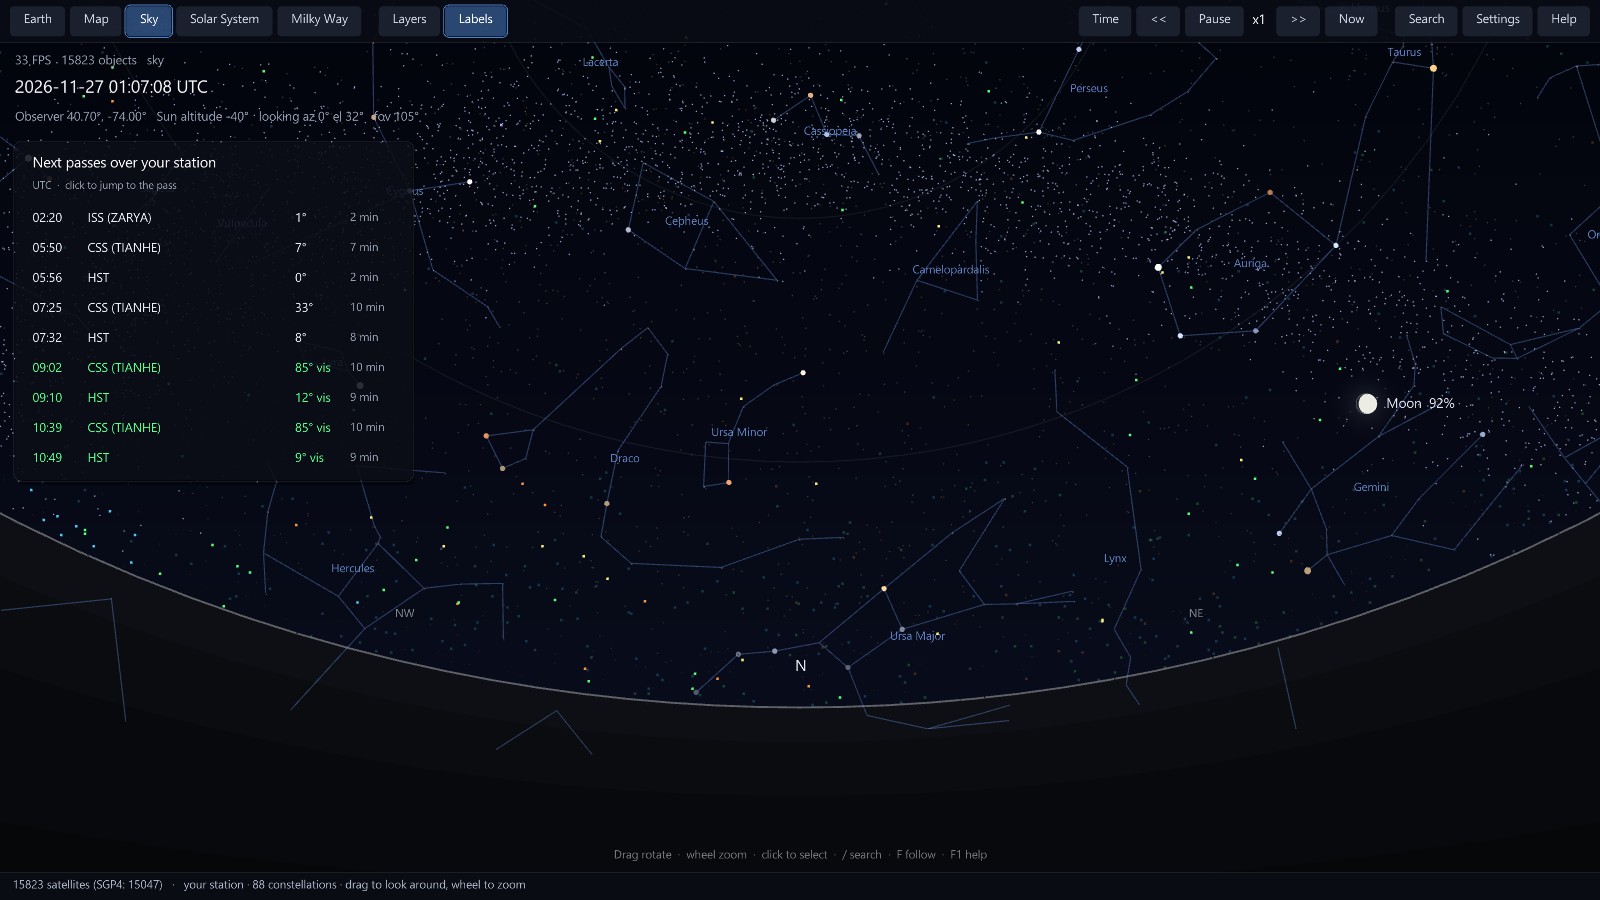 Earth Map Sky Solar System Milky Way Layers Labels Time << Pause x1 >> Now Search Settings Help
33 FPS · 15823 objects sky
2026-11-27 01:07:08 UTC
Observer 40.70°, -74.00° Sun altitude -40° · looking az 0° el 32° · fov 105°
Next passes over your station
UTC · click to jump to the pass
02:20 ISS (ZARYA) 1° 2 min
05:50 CSS (TIANHE) 7° 7 min
05:56 HST 0° 2 min
07:25 CSS (TIANHE) 33° 10 min
07:32 HST 8° 8 min
09:02 CSS (TIANHE) 85° vis 10 min
09:10 HST 12° vis 9 min
10:39 CSS (TIANHE) 85° vis 10 min
10:49 HST 9° vis 9 min
Lacerta
Taurus
Perseus
Cassiopeia
Cygnus
Vulpecula
Cepheus
Camelopardalis
Auriga
Moon 92%
Ursa Minor
Draco
Gemini
Hercules
Lynx
NW
NE
Ursa Major
N
Drag rotate · wheel zoom · click to select · / search · F follow · F1 help
15823 satellites (SGP4: 15047) · your station · 88 constellations · drag to look around, wheel to zoom